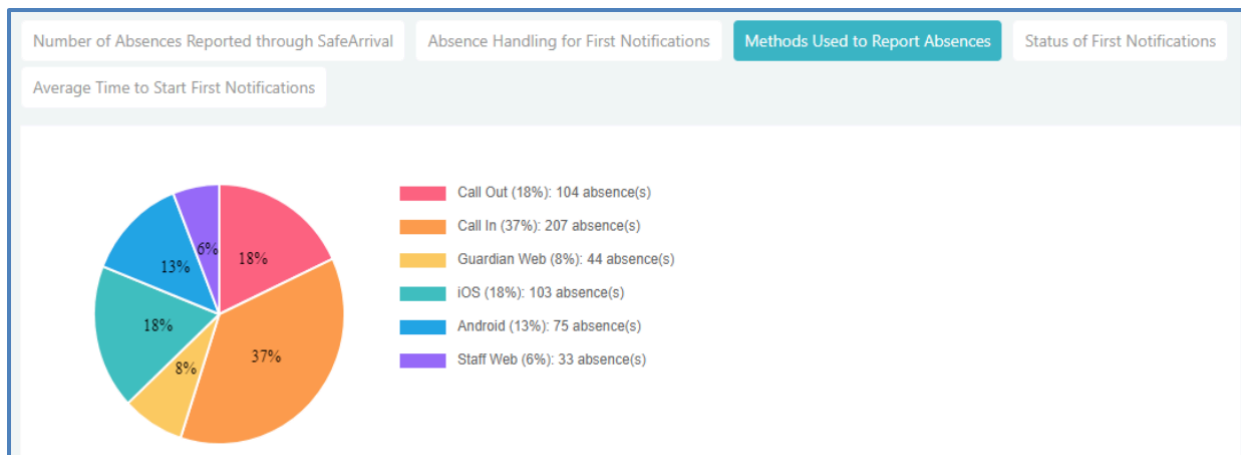 Number of Absences Reported through SafeArrival
Absence Handling for First Notifications
Methods Used to Report Absences
Status of First Notifications
Average Time to Start First Notifications
18%
37%
8%
18%
13%
6%
Call Out (18%): 104 absence(s)
Call In (37%): 207 absence(s)
Guardian Web (8%): 44 absence(s)
iOS (18%): 103 absence(s)
Android (13%): 75 absence(s)
Staff Web (6%): 33 absence(s)